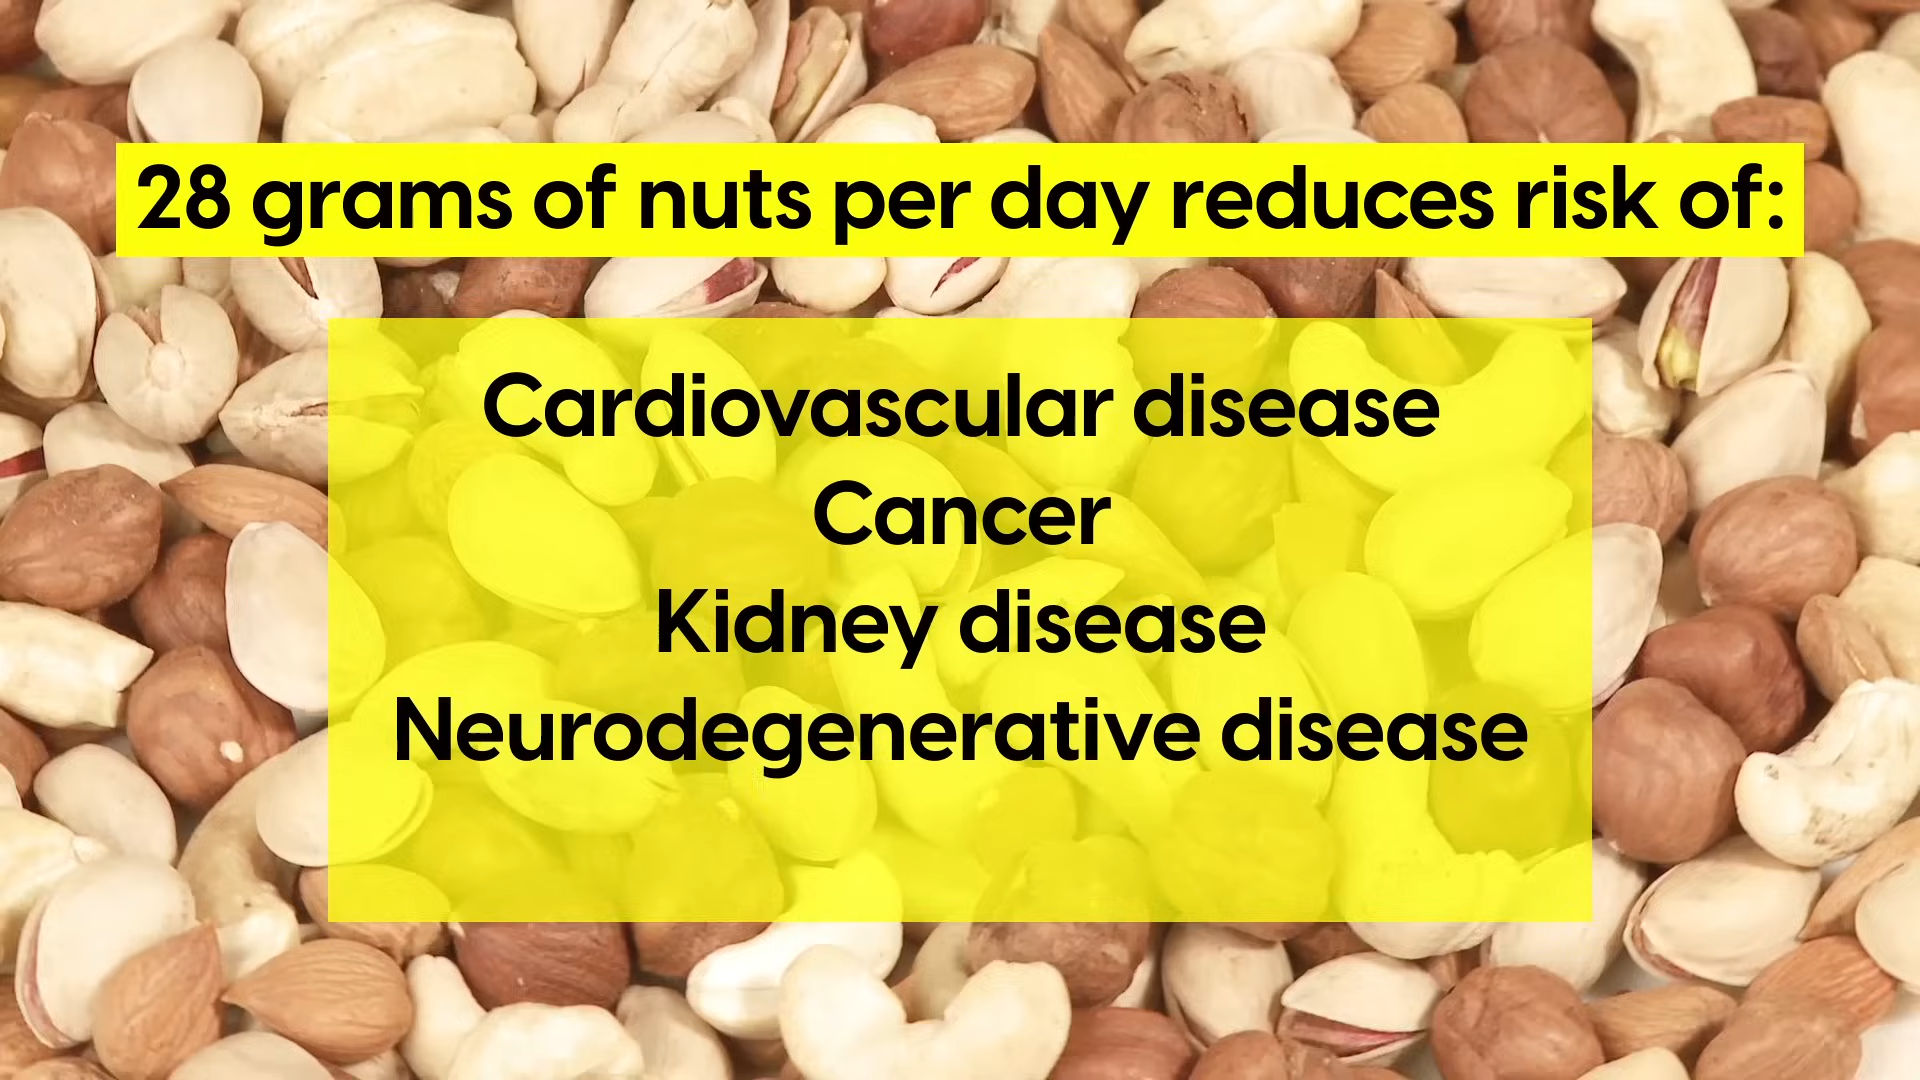 28 grams of nuts per day reduces risk of:
Cardiovascular disease
Cancer
Kidney disease
Neurodegenerative disease